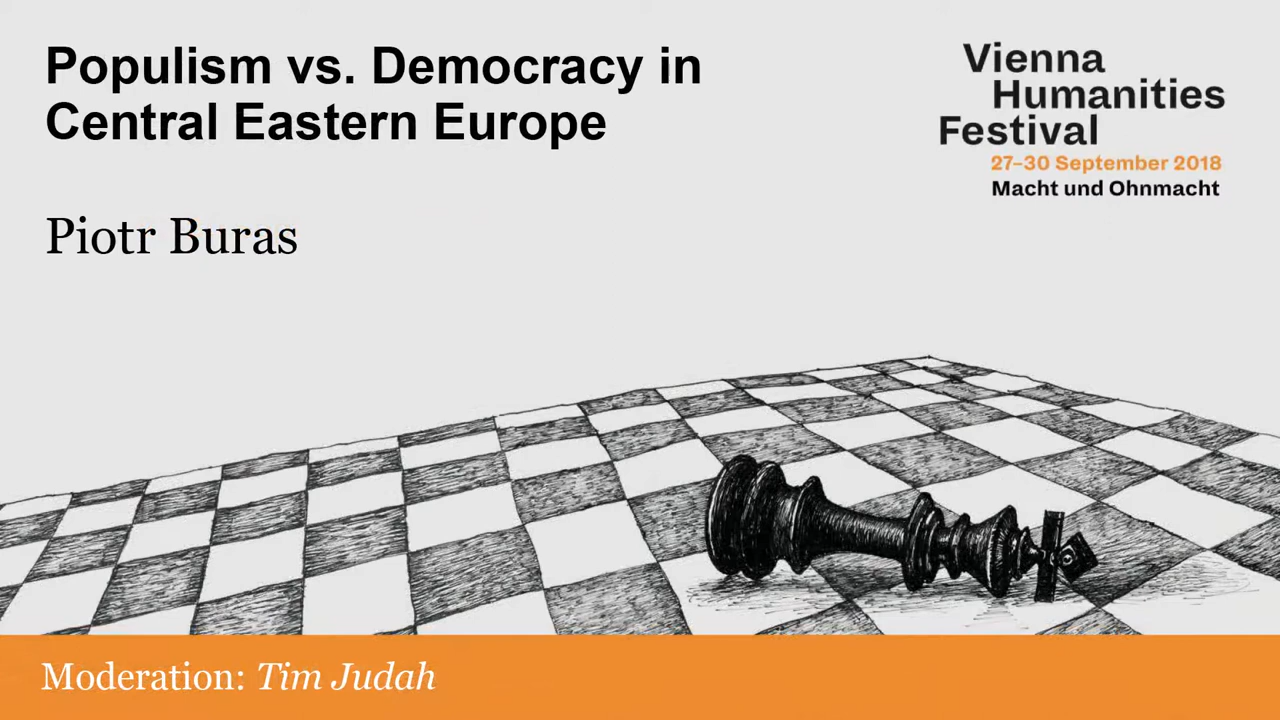 Populism vs. Democracy in
Central Eastern Europe
Piotr Buras
Vienna
Humanities
Festival
27–30 September 2018
Macht und Ohnmacht
Moderation: Tim Judah